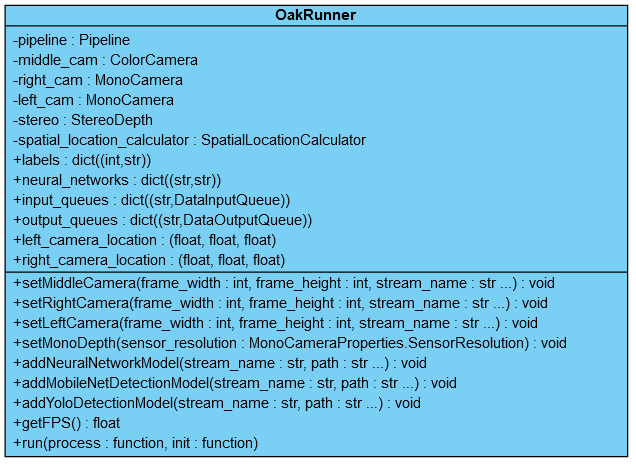 OakRunner
-pipeline : Pipeline
-middle_cam : ColorCamera
-right_cam : MonoCamera
-left_cam : MonoCamera
-stereo : StereoDepth
-spatial_location_calculator : SpatialLocationCalculator
+labels : dict((int,str))
+neural_networks : dict((str,str))
+input_queues : dict((str,DataInputQueue))
+output_queues : dict((str,DataOutputQueue))
+left_camera_location : (float, float, float)
+right_camera_location : (float, float, float)
+setMiddleCamera(frame_width : int, frame_height : int, stream_name : str ...) : void
+setRightCamera(frame_width : int, frame_height : int, stream_name : str ...) : void
+setLeftCamera(frame_width : int, frame_height : int, stream_name : str ...) : void
+setMonoDepth(sensor_resolution : MonoCameraProperties.SensorResolution) : void
+addNeuralNetworkModel(stream_name : str, path : str ...) : void
+addMobileNetDetectionModel(stream_name : str, path : str ...) : void
+addYoloDetectionModel(stream_name : str, path : str ...) : void
+getFPS() : float
+run(process : function, init : function)